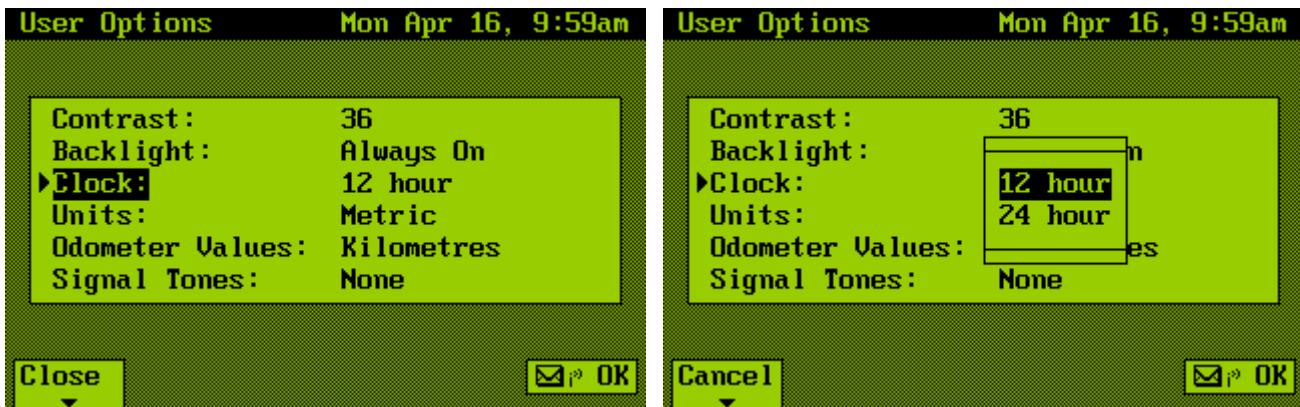 User Options Mon Apr 16, 9:59am
Contrast: 36
Backlight: Always On
Clock: 12 hour
Units: Metric
Odometer Values: Kilometres
Signal Tones: None
Close OK
User Options Mon Apr 16, 9:59am
Contrast: 36
Backlight: n
Clock: 12 hour
Units: 24 hour
Odometer Values: es
Signal Tones: None
Cancel OK